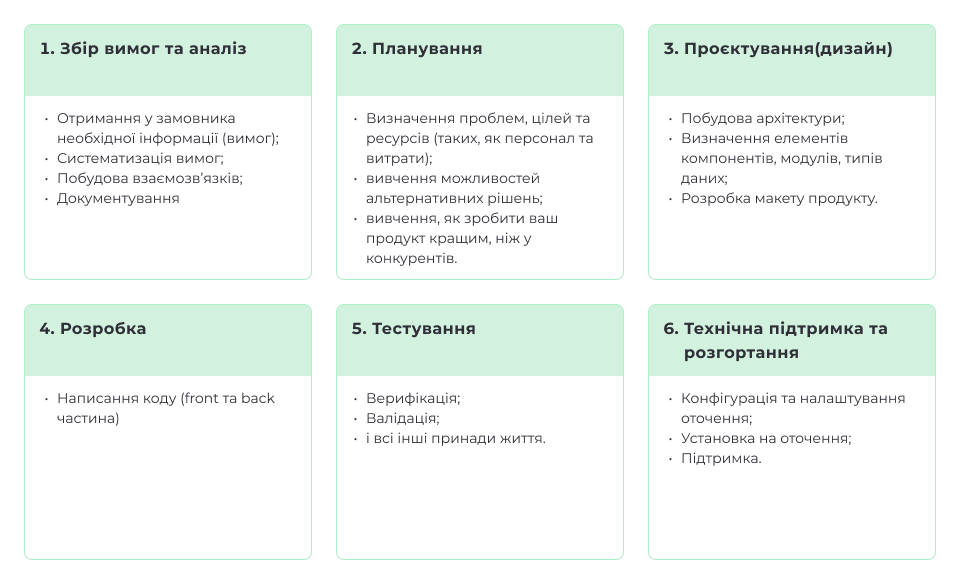 1. Збір вимог та аналіз
• Отримання у замовника
необхідної інформації (вимог);
• Систематизація вимог;
• Побудова взаємозв’язків;
• Документування
2. Планування
• Визначення проблем, цілей та
ресурсів (таких, як персонал та
витрати);
• вивчення можливостей
альтернативних рішень;
• вивчення, як зробити ваш
продукт кращим, ніж у
конкурентів.
3. Проєктування(дизайн)
• Побудова архітектури;
• Визначення елементів
компонентів, модулів, типів
даних;
• Розробка макету продукту.
4. Розробка
• Написання коду (front та back
частина)
5. Тестування
• Верифікація;
• Валідація;
• і всі інші принади життя.
6. Технічна підтримка та
розгортання
• Конфігурація та налаштування
оточення;
• Установка на оточення;
• Підтримка.